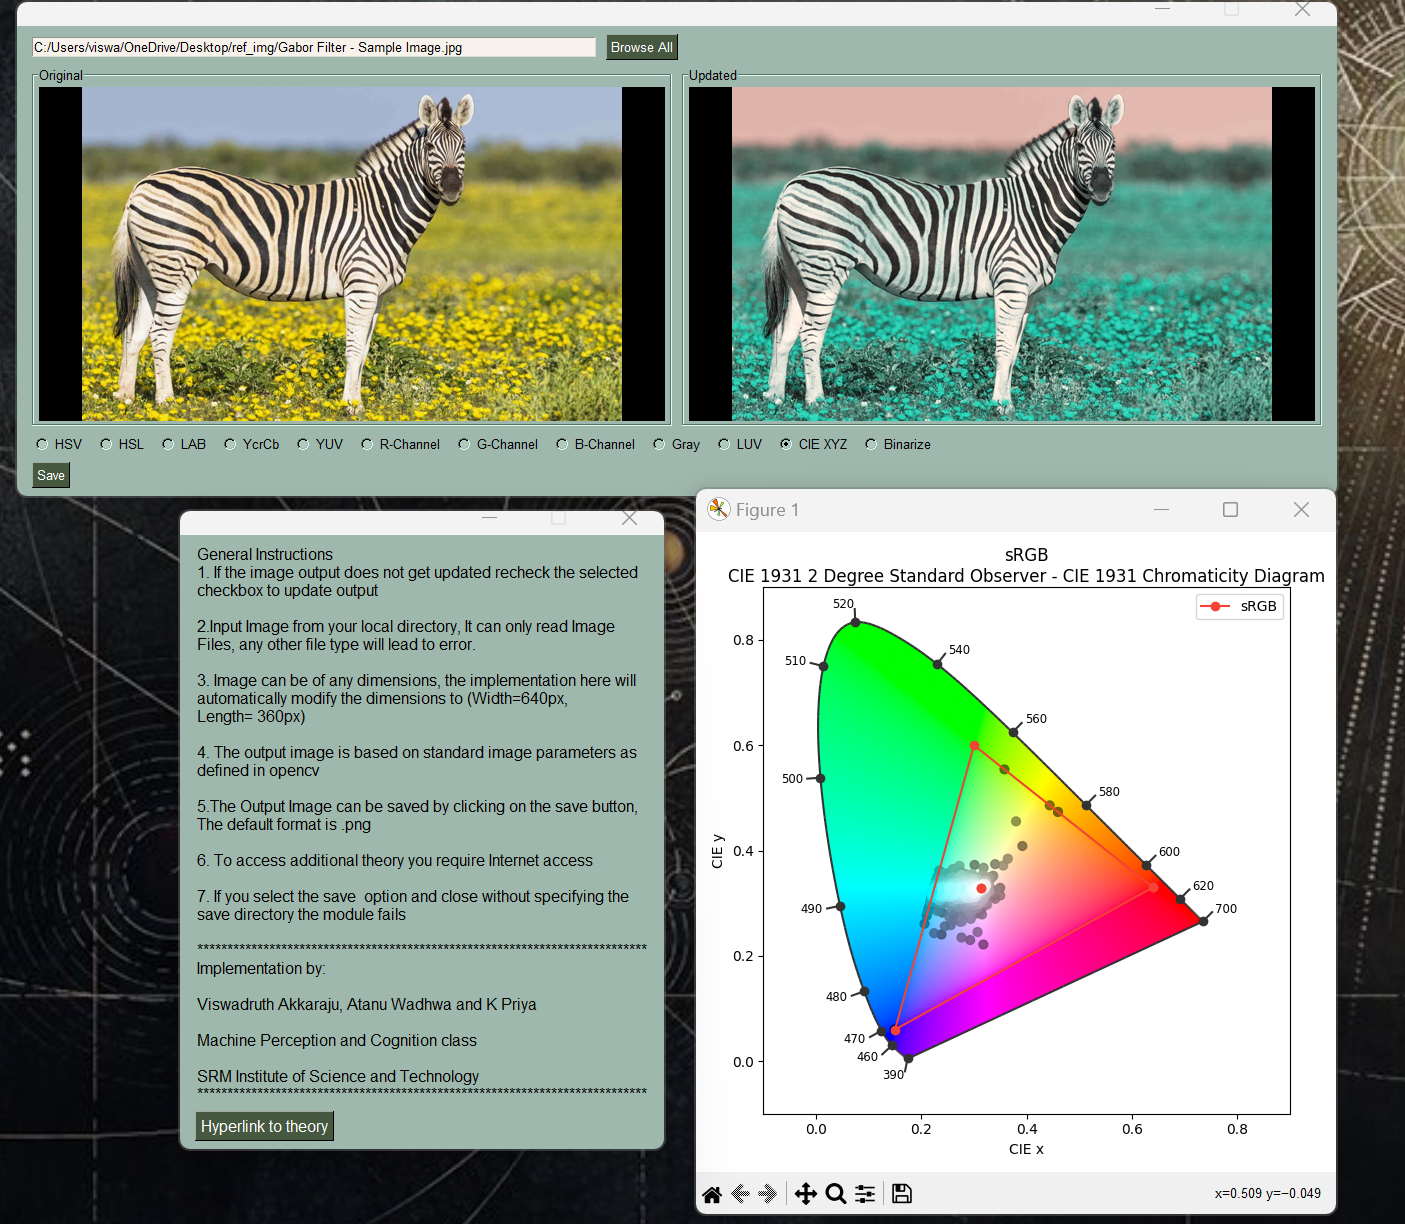 C:/Users/viswa/OneDrive/Desktop/ref_img/Gabor Filter - Sample Image.jpg
Browse All
Original
Updated
HSV
HSL
LAB
YcrCb
YUV
R-Channel
G-Channel
B-Channel
Gray
LUV
CIE XYZ
Binarize
Save
General Instructions
1. If the image output does not get updated recheck the selected
checkbox to update output
2.Input Image from your local directory, It can only read Image
Files, any other file type will lead to error.
3. Image can be of any dimensions, the implementation here will
automatically modify the dimensions to (Width=640px,
Length= 360px)
4. The output image is based on standard image parameters as
defined in opencv
5.The Output Image can be saved by clicking on the save button,
The default format is .png
6. To access additional theory you require Internet access
7. If you select the save  option and close without specifying the
save directory the module fails
***************************************************************************
Implementation by:
Viswadruth Akkaraju, Atanu Wadhwa and K Priya
Machine Perception and Cognition class
SRM Institute of Science and Technology
***************************************************************************
Hyperlink to theory
Figure 1
sRGB
CIE 1931 2 Degree Standard Observer - CIE 1931 Chromaticity Diagram
sRGB
520
540
510
560
500
580
600
620
700
490
480
470
460
390
0.8
0.6
0.4
0.2
0.0
CIE y
0.0
0.2
0.4
0.6
0.8
CIE x
x=0.509 y=−0.049